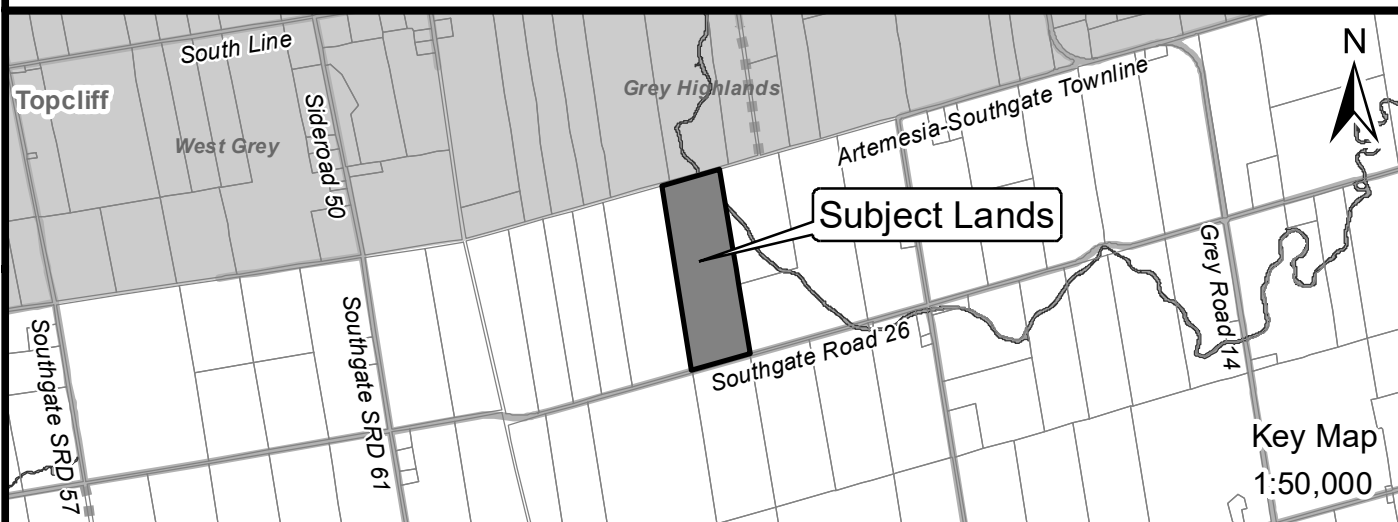 South Line
N
Topcliff
Grey Highlands
Sideroad 50
West Grey
Artemesia-Southgate Townline
Subject Lands
Grey Road 14
Southgate SRD 57
Southgate SRD 61
Southgate Road 26
Key Map
1:50,000